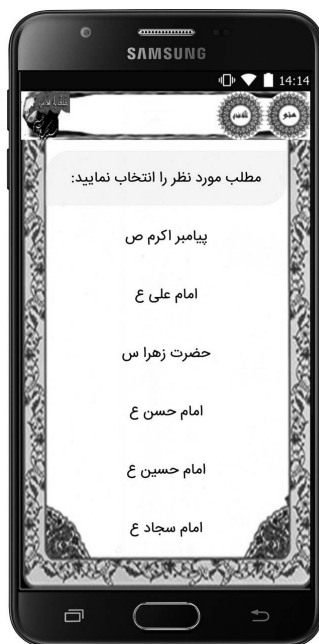 SAMSUNG
14:14
منو
مطلب مورد نظر را انتخاب نمایید:
پیامبر اکرم ص
امام علی ع
حضرت زهرا س
امام حسن ع
امام حسین ع
امام سجاد ع